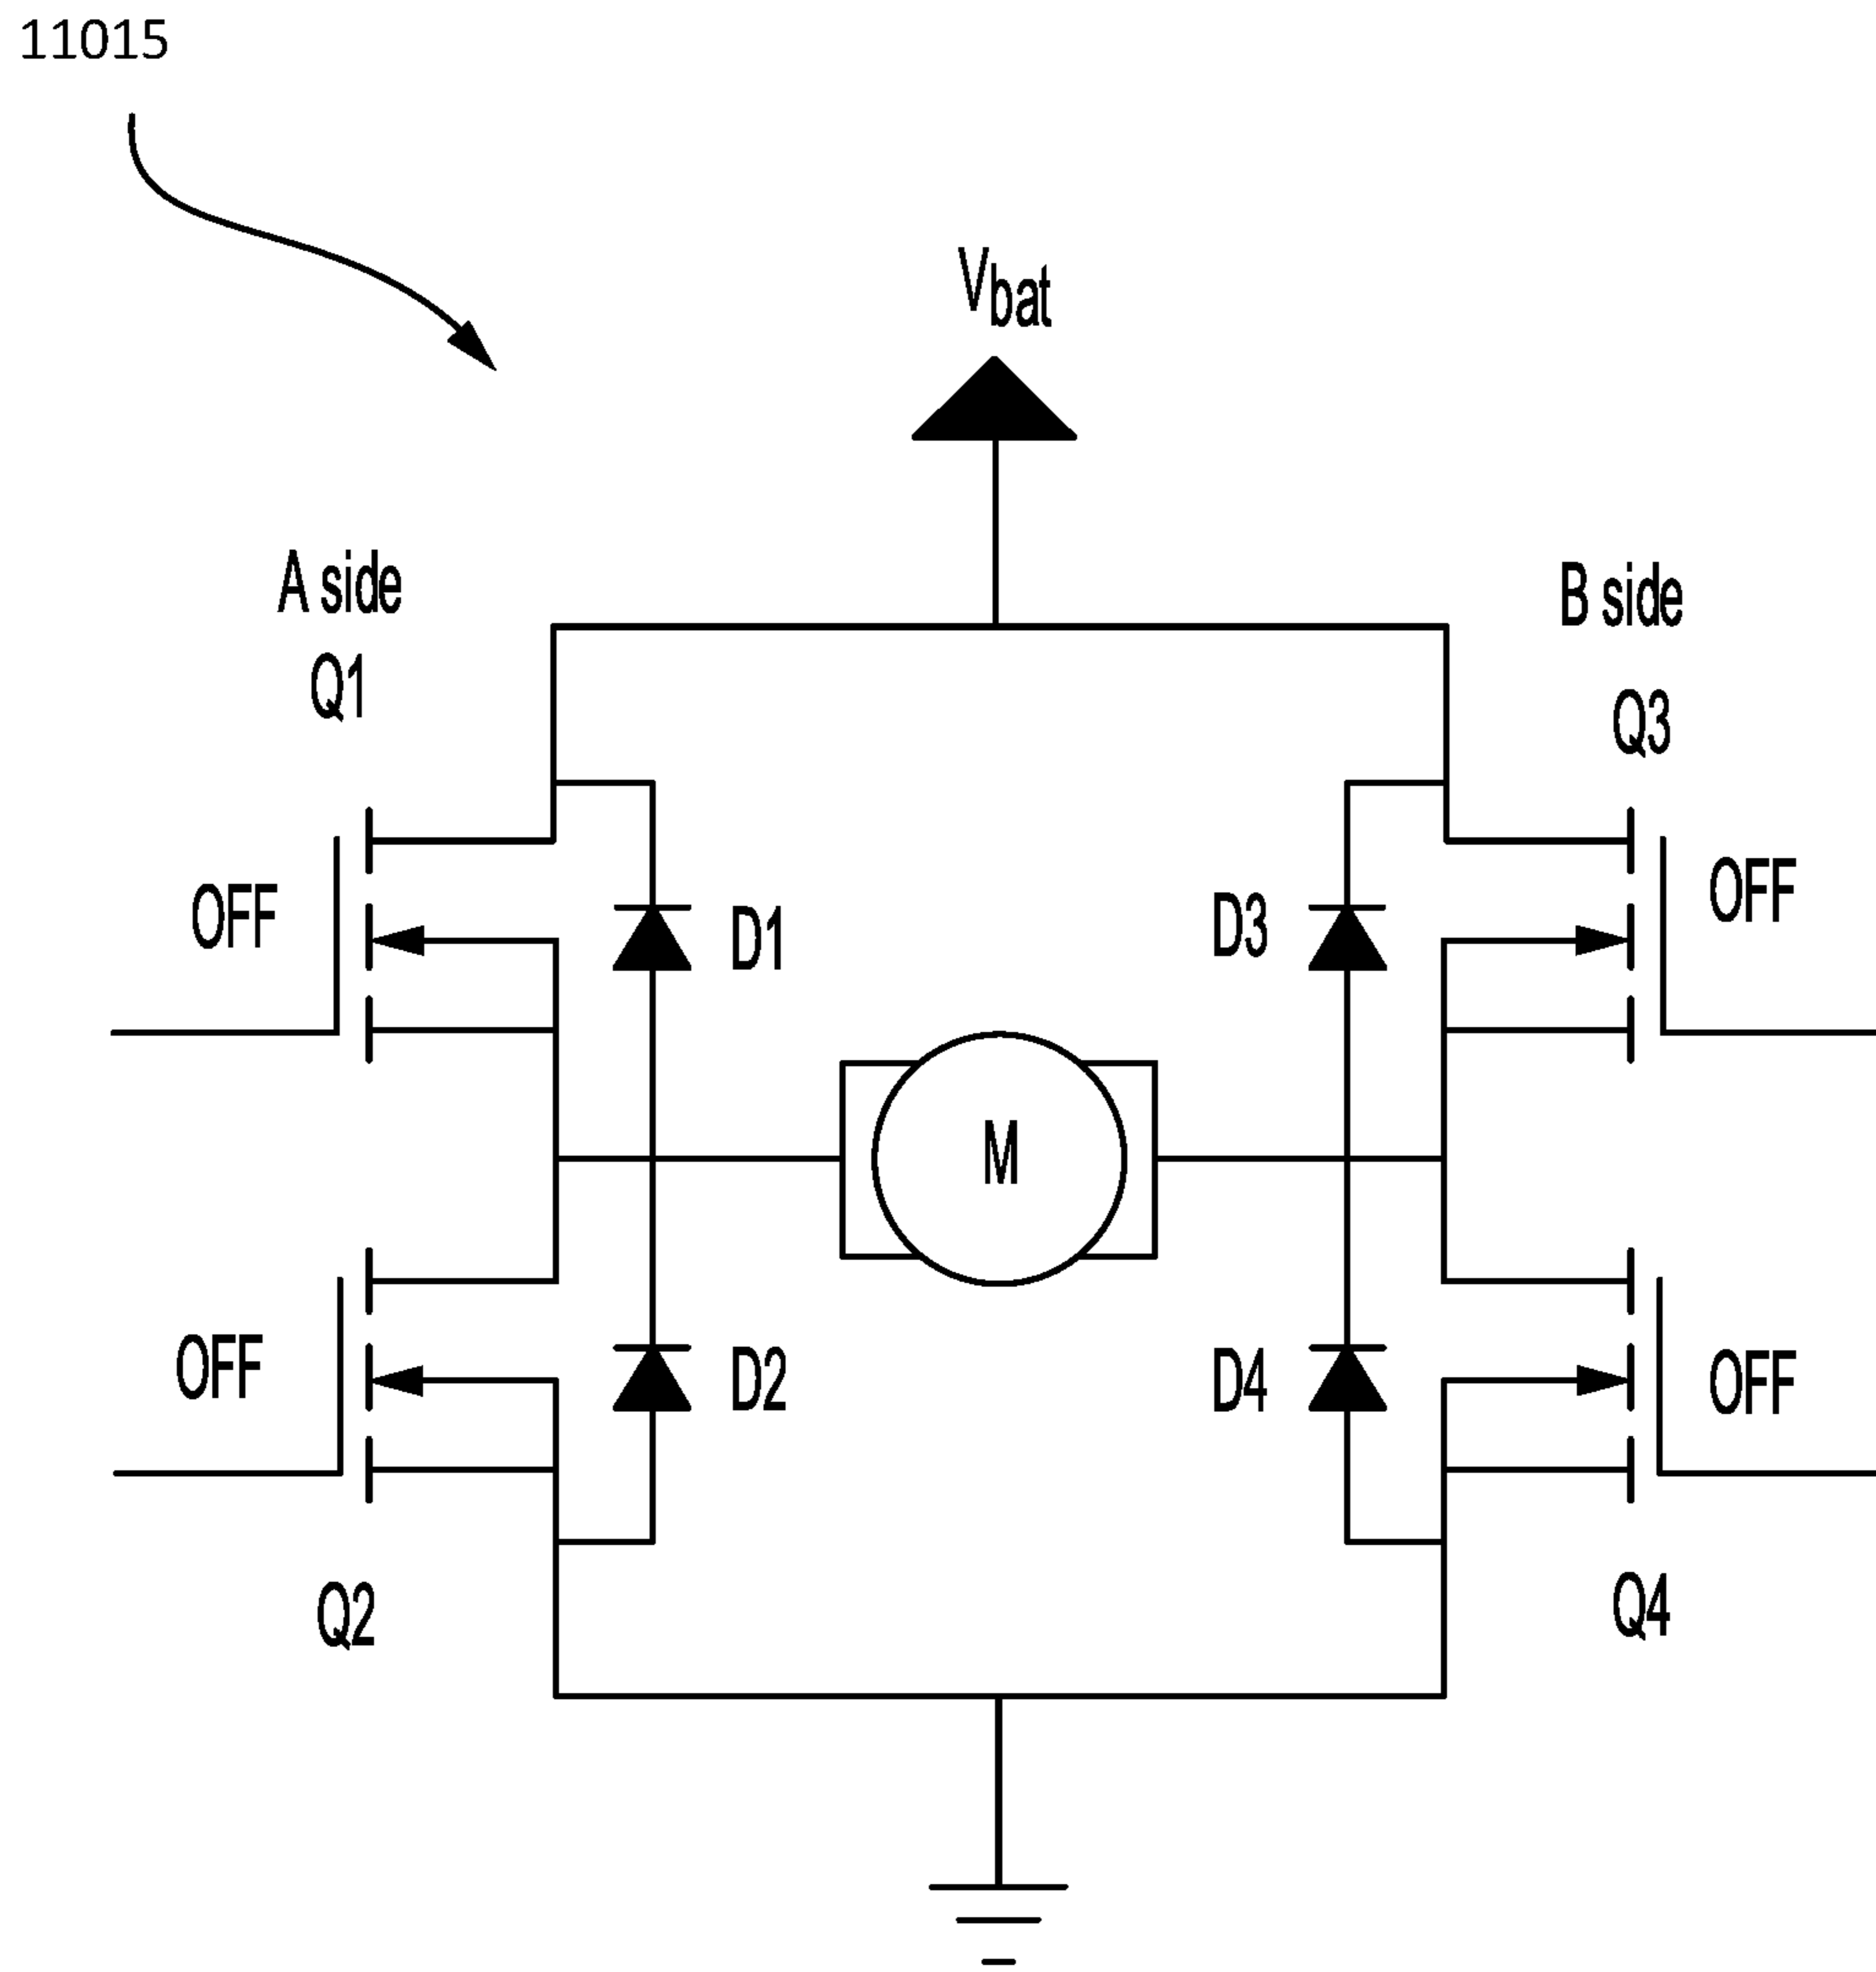 11015
Vbat
A side
B side
Q1
Q3
OFF
OFF
D1
D3
M
OFF
OFF
D2
D4
Q2
Q4